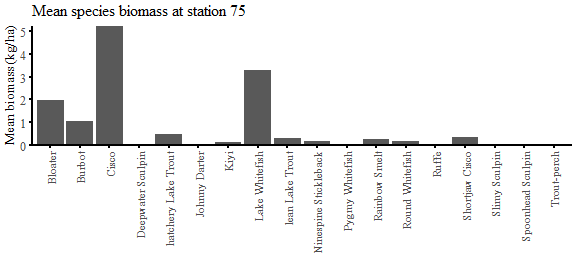 Mean species biomass at station 75
Mean biomass (kg/ha)
5
4
3
2
1
0
Bloater
Burbot
Cisco
Deepwater Sculpin
hatchery Lake Trout
Johnny Darter
Kiyi
Lake Whitefish
lean Lake Trout
Ninespine Stickleback
Pygmy Whitefish
Rainbow Smelt
Round Whitefish
Ruffe
Shortjaw Cisco
Slimy Sculpin
Spoonhead Sculpin
Trout-perch